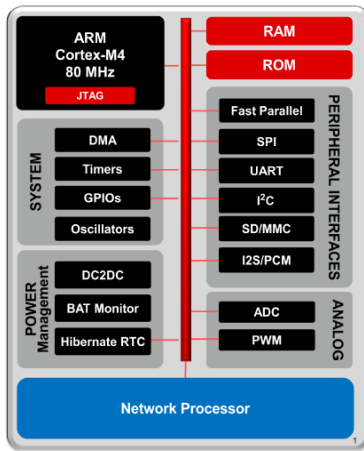 ARM
Cortex-M4
80 MHz
JTAG
RAM
ROM
SYSTEM
DMA
Timers
GPIOs
Oscillators
POWER
Management
DC2DC
BAT Monitor
Hibernate RTC
PERIPHERAL INTERFACES
Fast Parallel
SPI
UART
I²C
SD/MMC
I2S/PCM
ANALOG
ADC
PWM
Network Processor
1